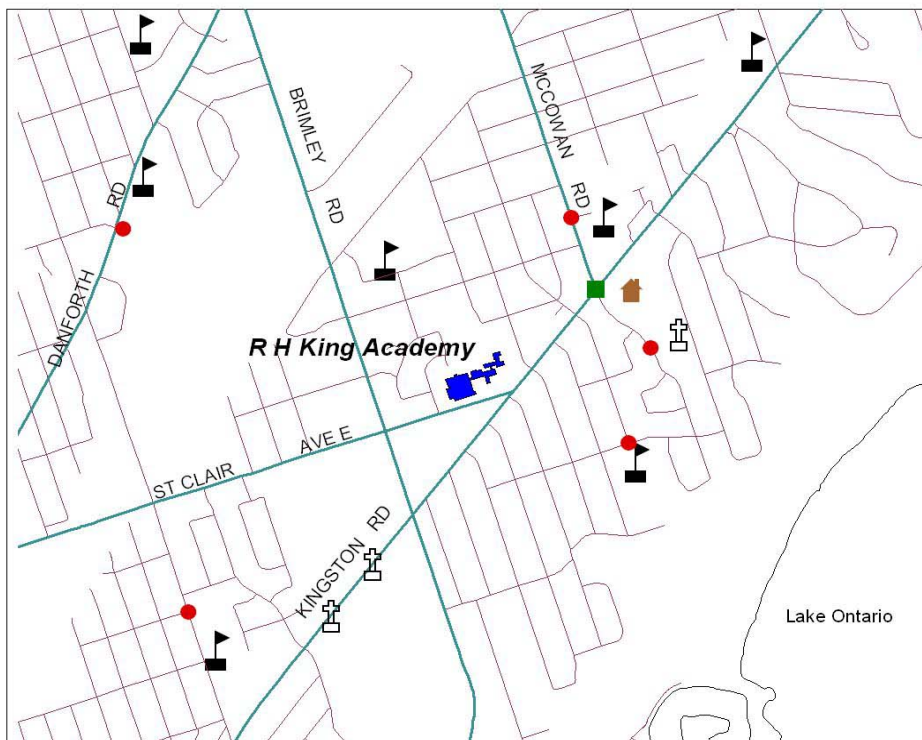 BRIMLEY RD
MCCOWAN RD
DANFORTH RD
R H King Academy
ST CLAIR AVE E
KINGSTON RD
Lake Ontario